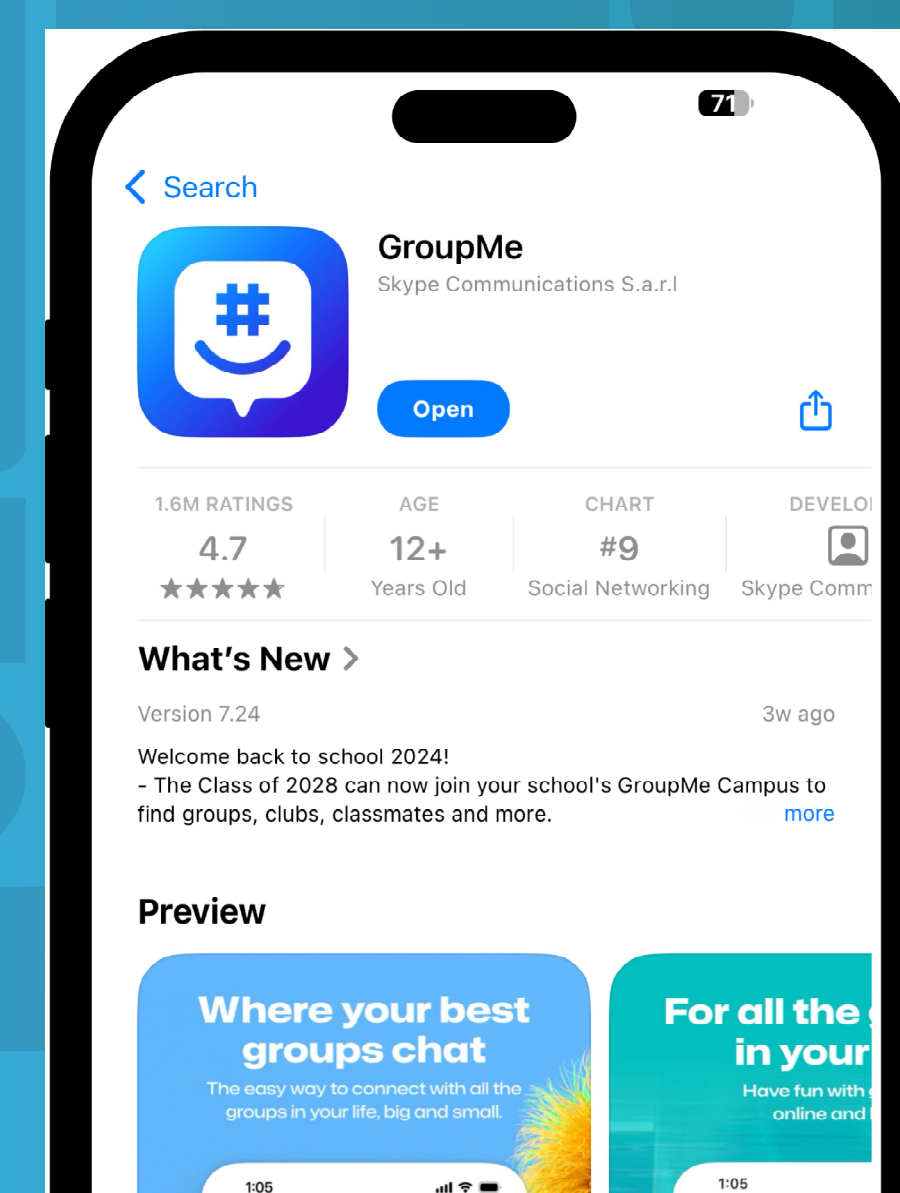 71
Search
GroupMe
Skype Communications S.a.r.l
#
Open
1.6M RATINGS
4.7
AGE
12+
Years Old
CHART
#9
Social Networking
DEVELO
Skype Comm
What's New
Version 7.24
3w ago
Welcome back to school 2024!
- The Class of 2028 can now join your school's GroupMe Campus to
find groups, clubs, classmates and more.
more
Preview
Where your best
groups chat
The easy way to connect with all the
groups in your life, big and small.
1:05
For all the
in your
Have fun with
online and
1:05